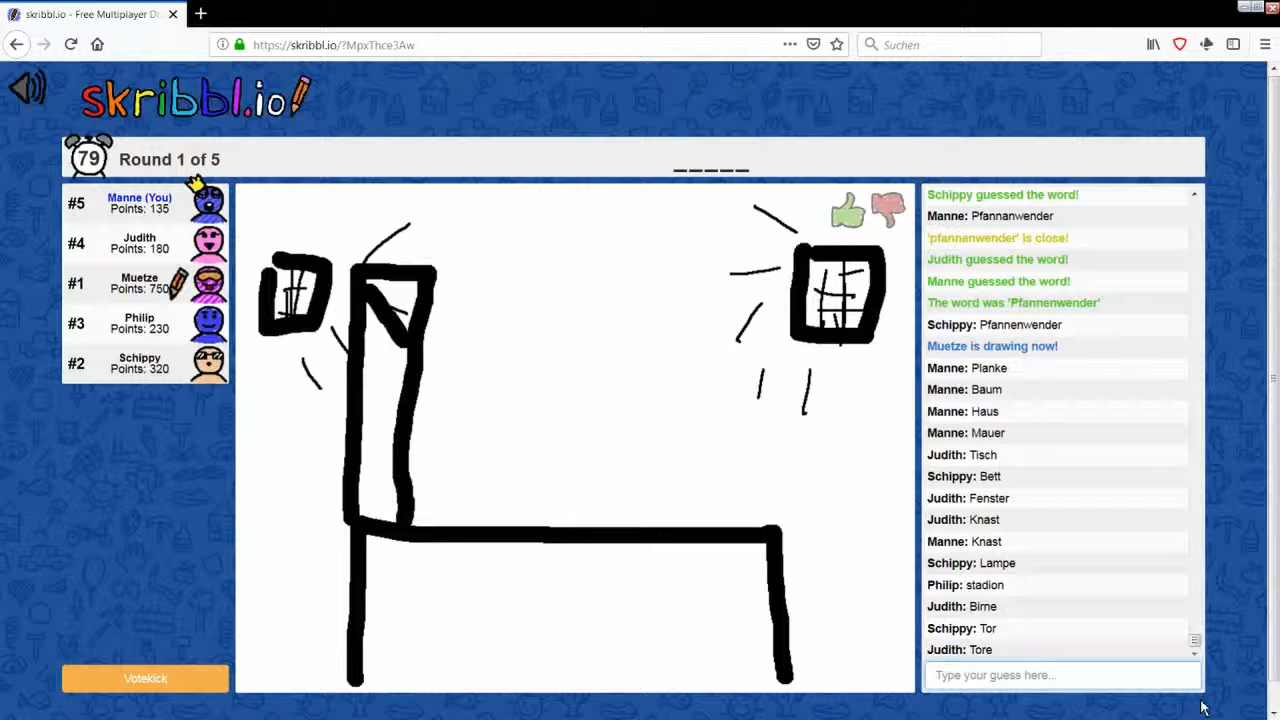 skribbl.io - Free Multiplayer Dr
https://skribbl.io/?MpxThce3Aw
Suchen
skribbl.io
79
Round 1 of 5
_____
#5 Manne (You)
Points: 135
#4 Judith
Points: 180
#1 Muetze
Points: 750
#3 Philip
Points: 230
#2 Schippy
Points: 320
Votekick
Schippy guessed the word!
Manne: Pfannanwender
'pfannanwender' is close!
Judith guessed the word!
Manne guessed the word!
The word was 'Pfannenwender'
Schippy: Pfannenwender
Muetze is drawing now!
Manne: Planke
Manne: Baum
Manne: Haus
Manne: Mauer
Judith: Tisch
Schippy: Bett
Judith: Fenster
Judith: Knast
Manne: Knast
Schippy: Lampe
Philip: stadion
Judith: Birne
Schippy: Tor
Judith: Tore
Type your guess here...